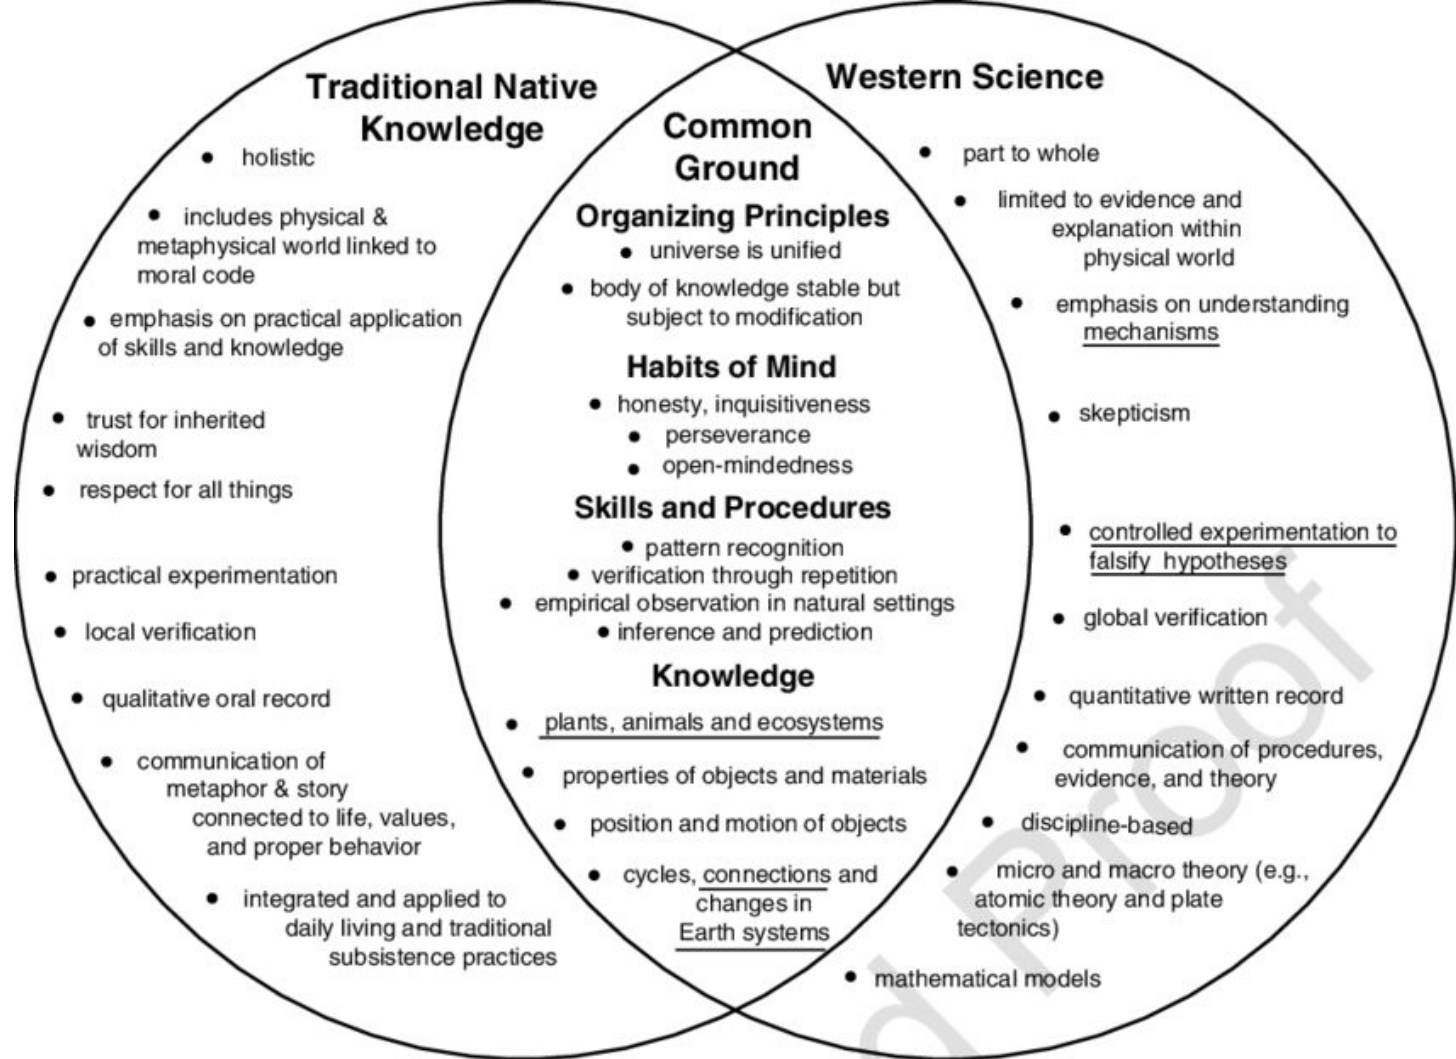 Traditional Native
Knowledge
holistic
includes physical &
metaphysical world linked to
moral code
emphasis on practical application
of skills and knowledge
trust for inherited
wisdom
respect for all things
practical experimentation
local verification
qualitative oral record
communication of
metaphor & story
connected to life, values,
and proper behavior
integrated and applied to
daily living and traditional
subsistence practices
Common
Ground
Organizing Principles
universe is unified
body of knowledge stable but
subject to modification
Habits of Mind
honesty, inquisitiveness
perseverance
open-mindedness
Skills and Procedures
pattern recognition
verification through repetition
empirical observation in natural settings
inference and prediction
Knowledge
plants, animals and ecosystems
properties of objects and materials
position and motion of objects
cycles, connections and
changes in
Earth systems
Western Science
part to whole
limited to evidence and
explanation within
physical world
emphasis on understanding
mechanisms
skepticism
controlled experimentation to
falsify hypotheses
global verification
quantitative written record
communication of procedures,
evidence, and theory
discipline-based
micro and macro theory (e.g.,
atomic theory and plate
tectonics)
mathematical models
Proof